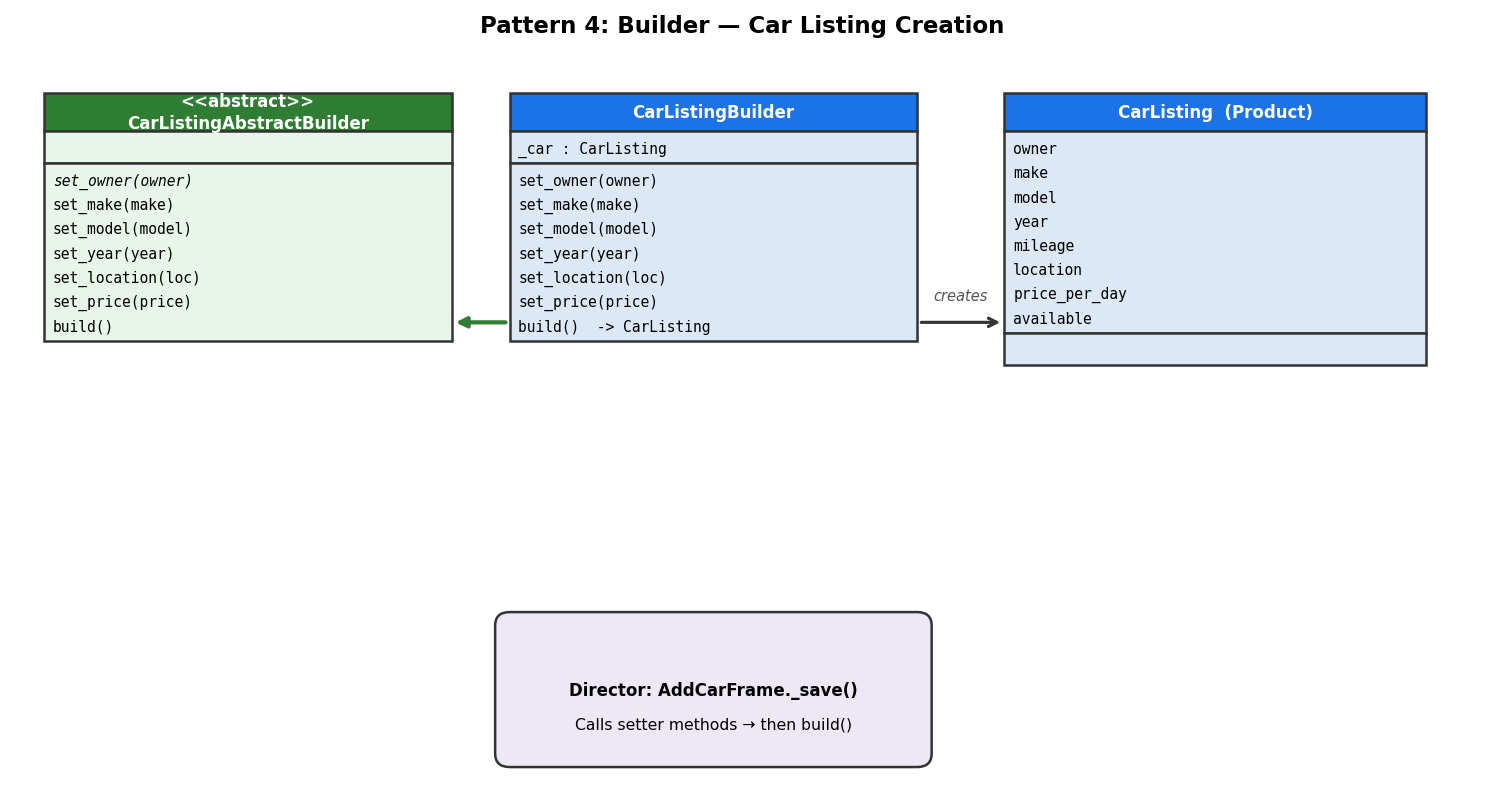 Pattern 4: Builder — Car Listing Creation
<<abstract>>
CarListingAbstractBuilder
set_owner(owner)
set_make(make)
set_model(model)
set_year(year)
set_location(loc)
set_price(price)
build()
CarListingBuilder
_car : CarListing
set_owner(owner)
set_make(make)
set_model(model)
set_year(year)
set_location(loc)
set_price(price)
build()  -> CarListing
creates
CarListing  (Product)
owner
make
model
year
mileage
location
price_per_day
available
Director: AddCarFrame._save()
Calls setter methods → then build()